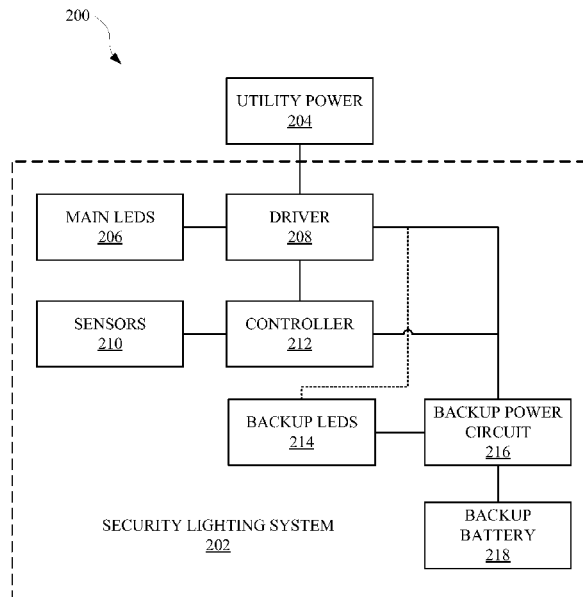 200
UTILITY POWER
204
MAIN LEDS
206
DRIVER
208
SENSORS
210
CONTROLLER
212
BACKUP LEDS
214
BACKUP POWER
CIRCUIT
216
SECURITY LIGHTING SYSTEM
202
BACKUP
BATTERY
218